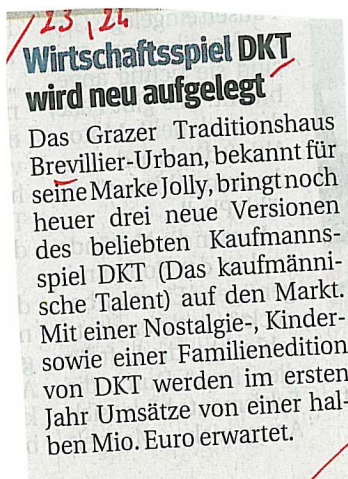 /23, 24
Wirtschaftsspiel DKT
wird neu aufgelegt
Das Grazer Traditionshaus
Brevillier-Urban, bekannt für
seine Marke Jolly, bringt noch
heuer drei neue Versionen
des beliebten Kaufmanns-
spiel DKT (Das kaufmänni-
sche Talent) auf den Markt.
Mit einer Nostalgie-, Kinder-
sowie einer Familienedition
von DKT werden im ersten
Jahr Umsätze von einer hal-
ben Mio. Euro erwartet.